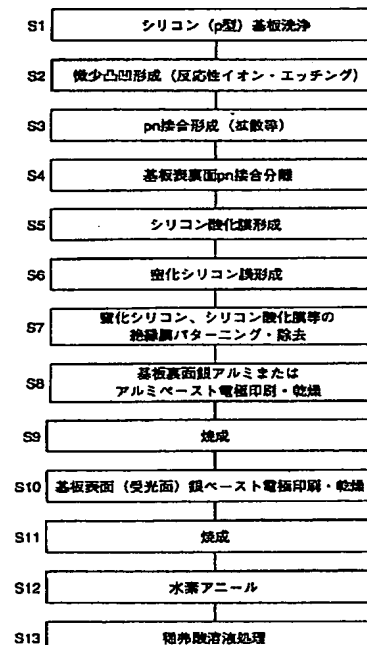 S1 シリコン（p型）基板洗浄
S2 微少凸凹形成（反応性イオン・エッチング）
S3 pn接合形成（拡散等）
S4 基板表裏面pn接合分離
S5 シリコン酸化膜形成
S6 窒化シリコン膜形成
S7 窒化シリコン、シリコン酸化膜等の
絶縁膜パターニング・除去
S8 基板裏面銀アルミまたは
アルミペースト電極印刷・乾燥
S9 焼成
S10 基板表面（受光面）銀ペースト電極印刷・乾燥
S11 焼成
S12 水素アニール
S13 稀弗酸溶液処理